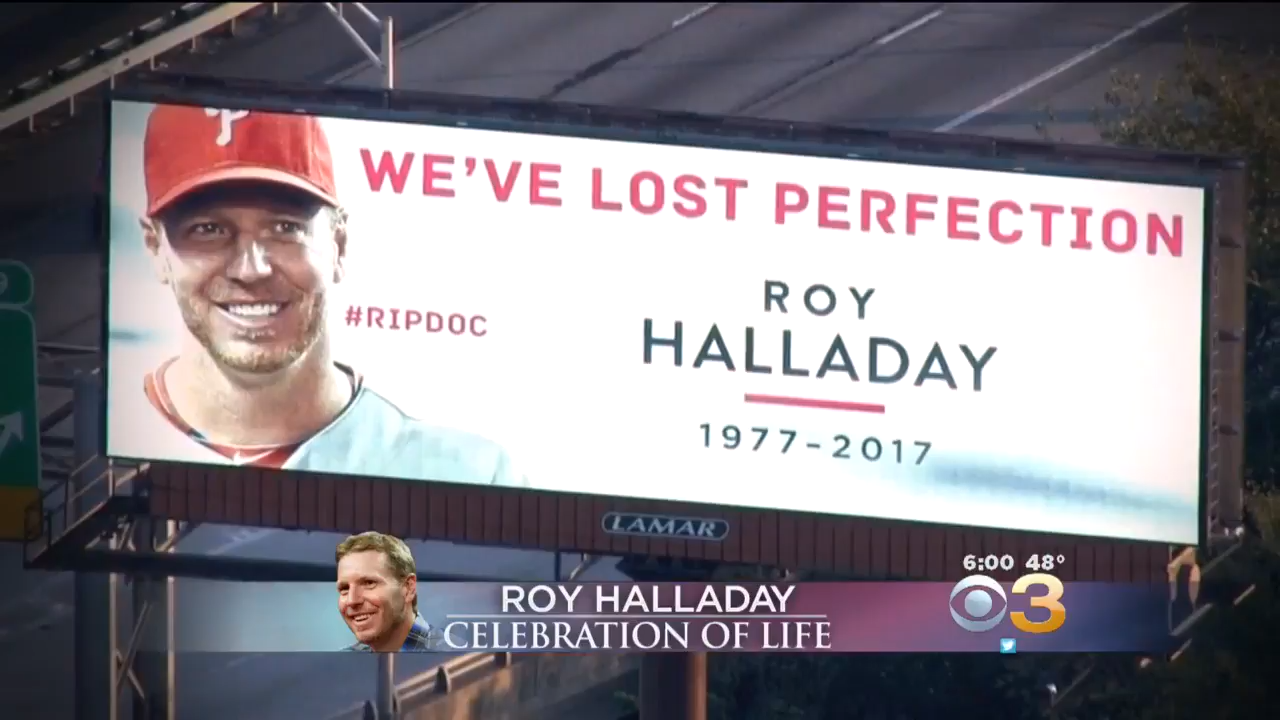 WE'VE LOST PERFECTION
#RIPDOC
ROY
HALLADAY
1977-2017
LAMAR
6:00 48°
3
ROY HALLADAY
CELEBRATION OF LIFE